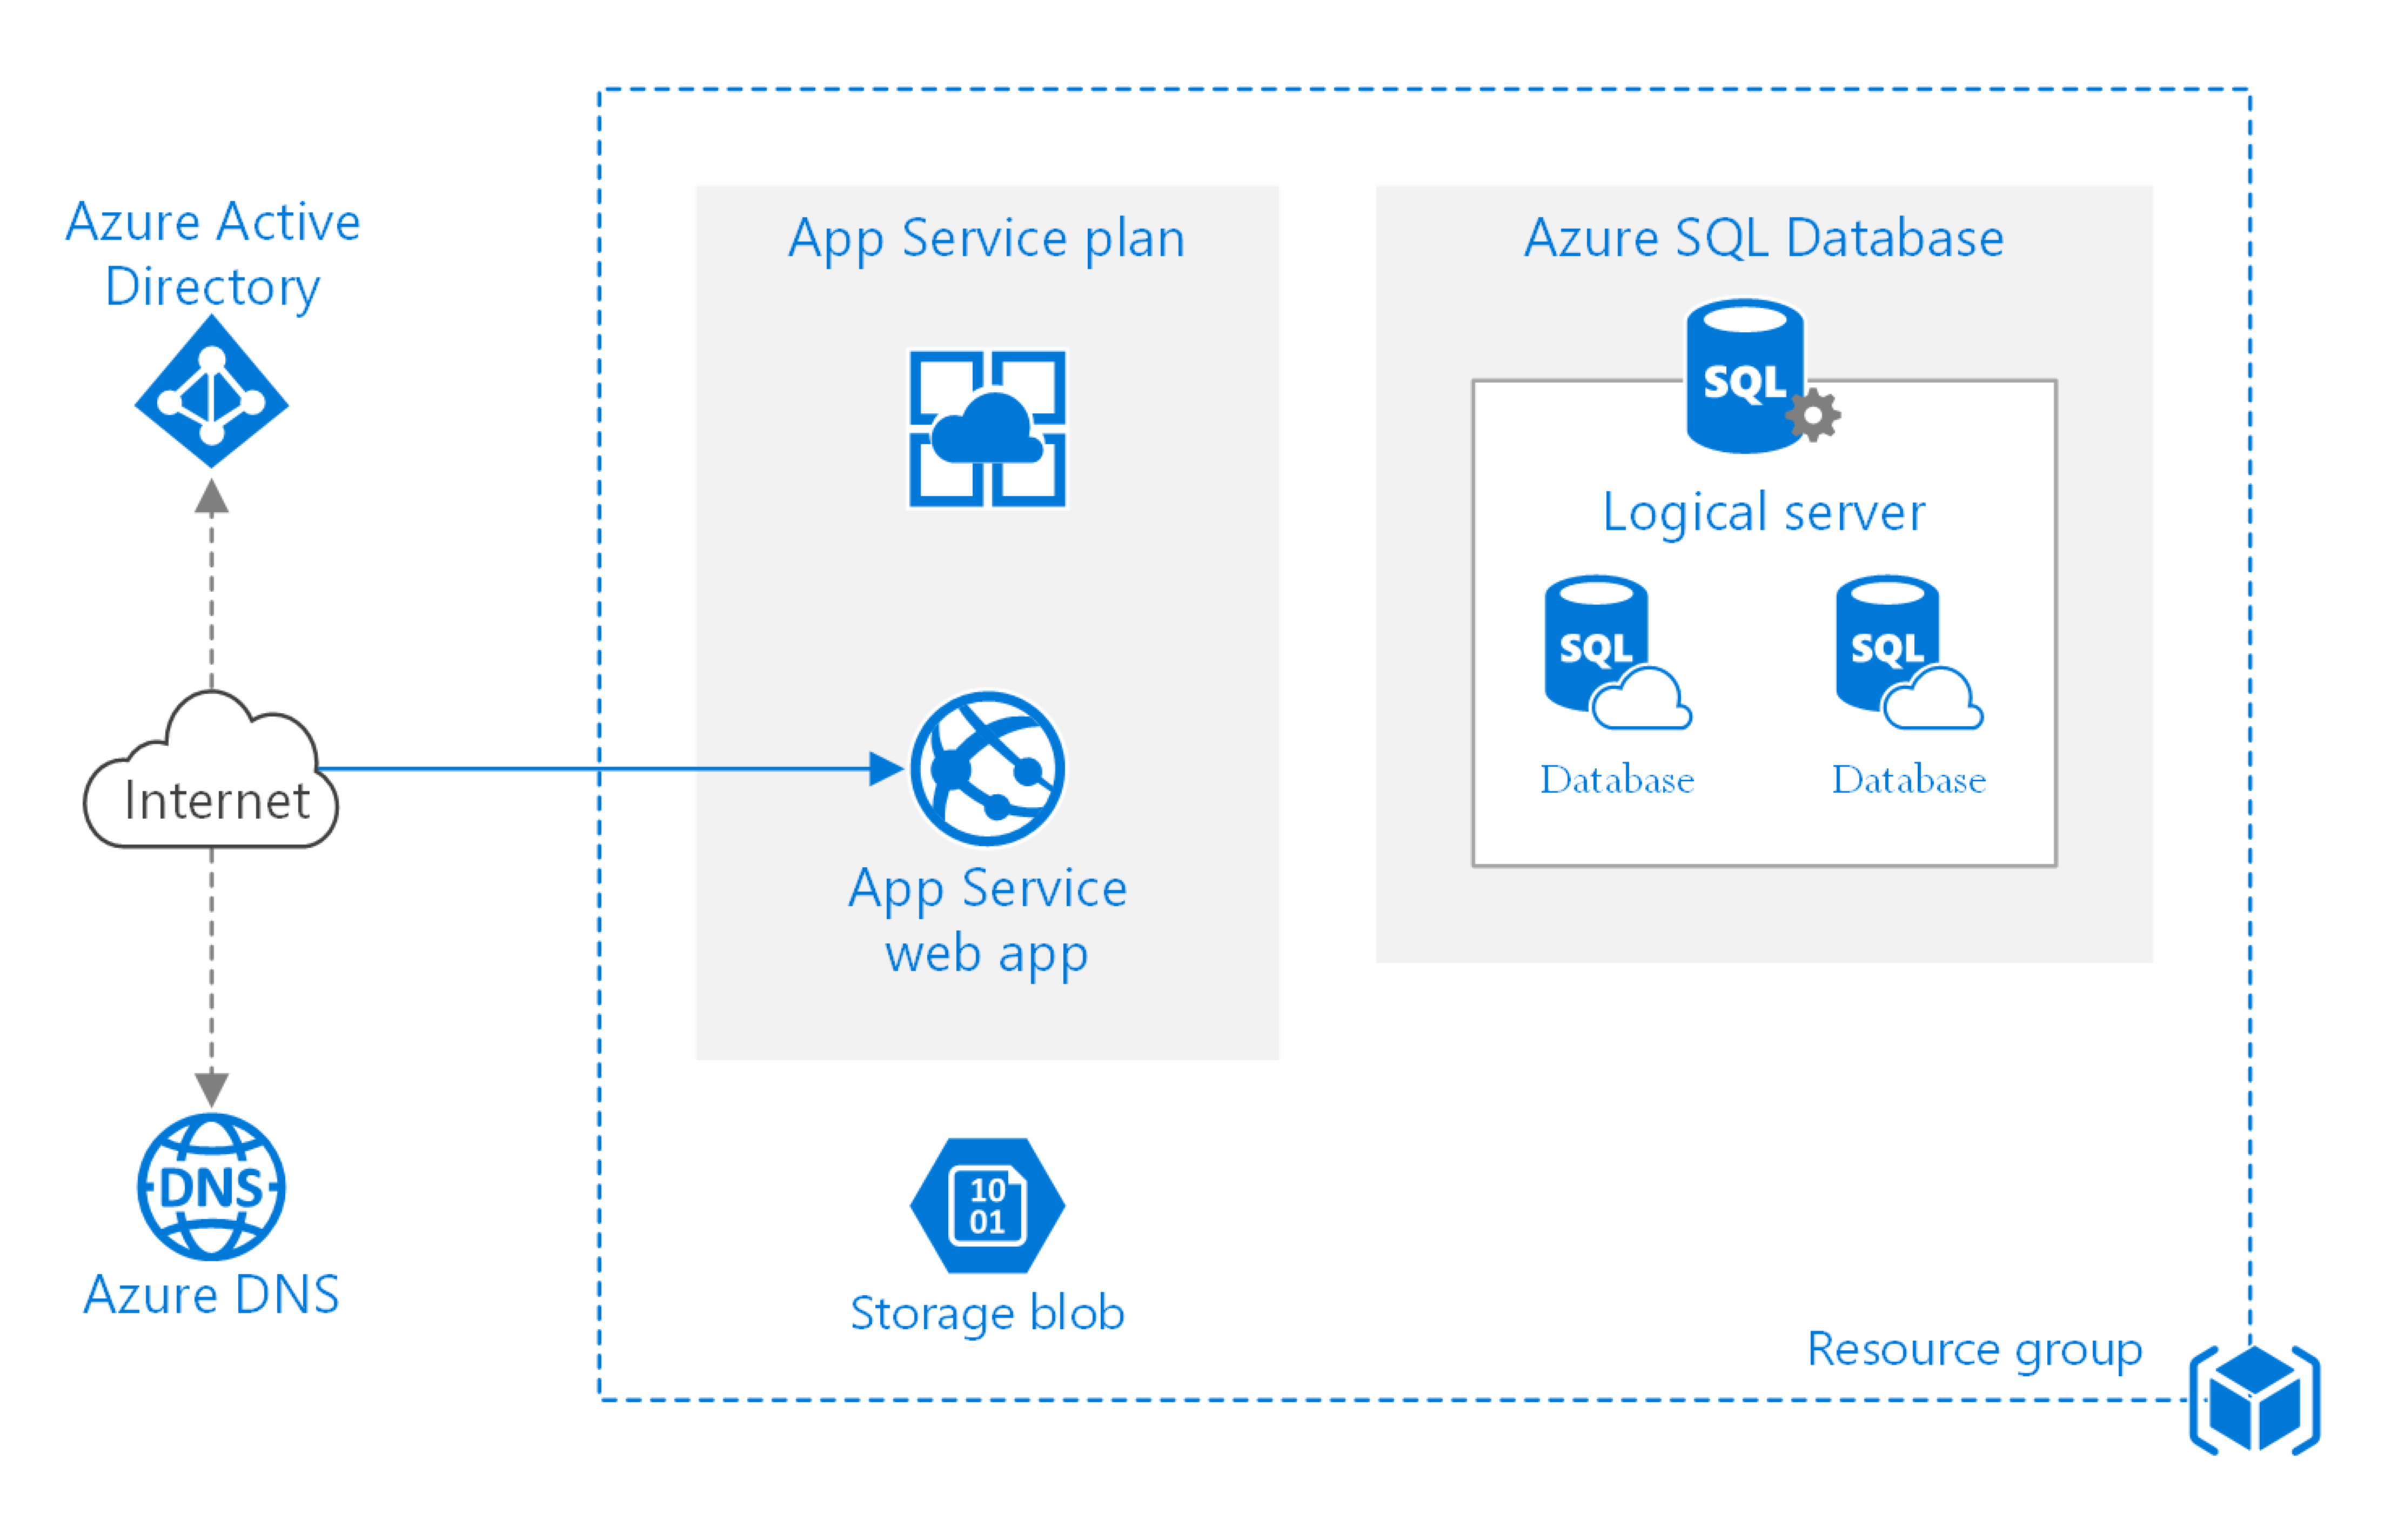 Azure Active
Directory
Internet
DNS
Azure DNS
App Service plan
App Service
web app
10
01
Storage blob
Azure SQL Database
SQL
Logical server
SQL
SQL
Database
Database
Resource group